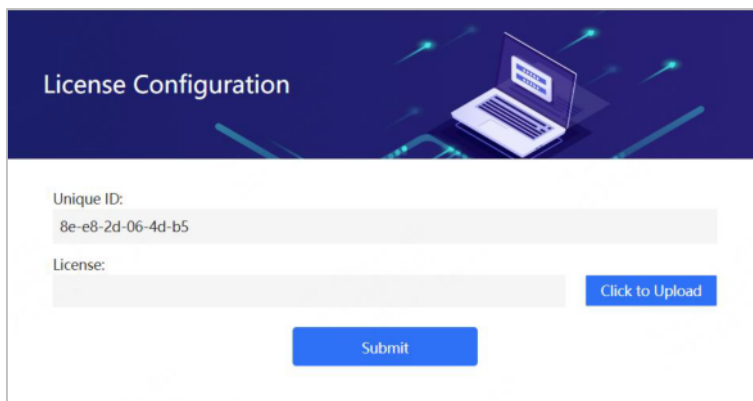 License Configuration
Unique ID:
8e-e8-2d-06-4d-b5
License:
Click to Upload
Submit